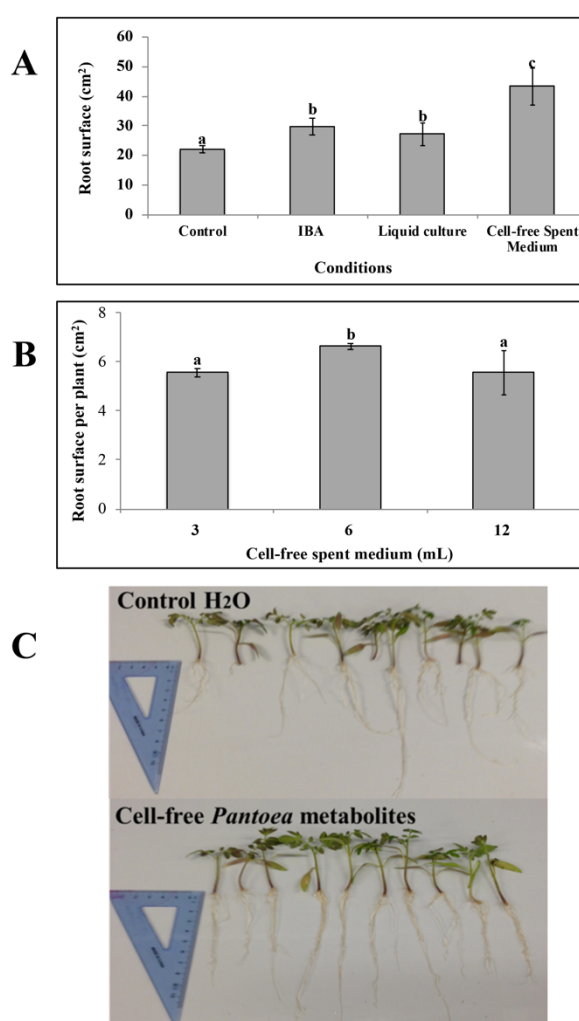 A
Root surface (cm²)
60
50
40
30
20
10
0
a
b
b
c
Control
IBA
Liquid culture
Cell-free Spent
Medium
Conditions
B
Root surface per plant (cm²)
8
6
4
2
0
a
b
a
3
6
12
Cell-free spent medium (mL)
C
Control H2O
Cell-free Pantoea metabolites